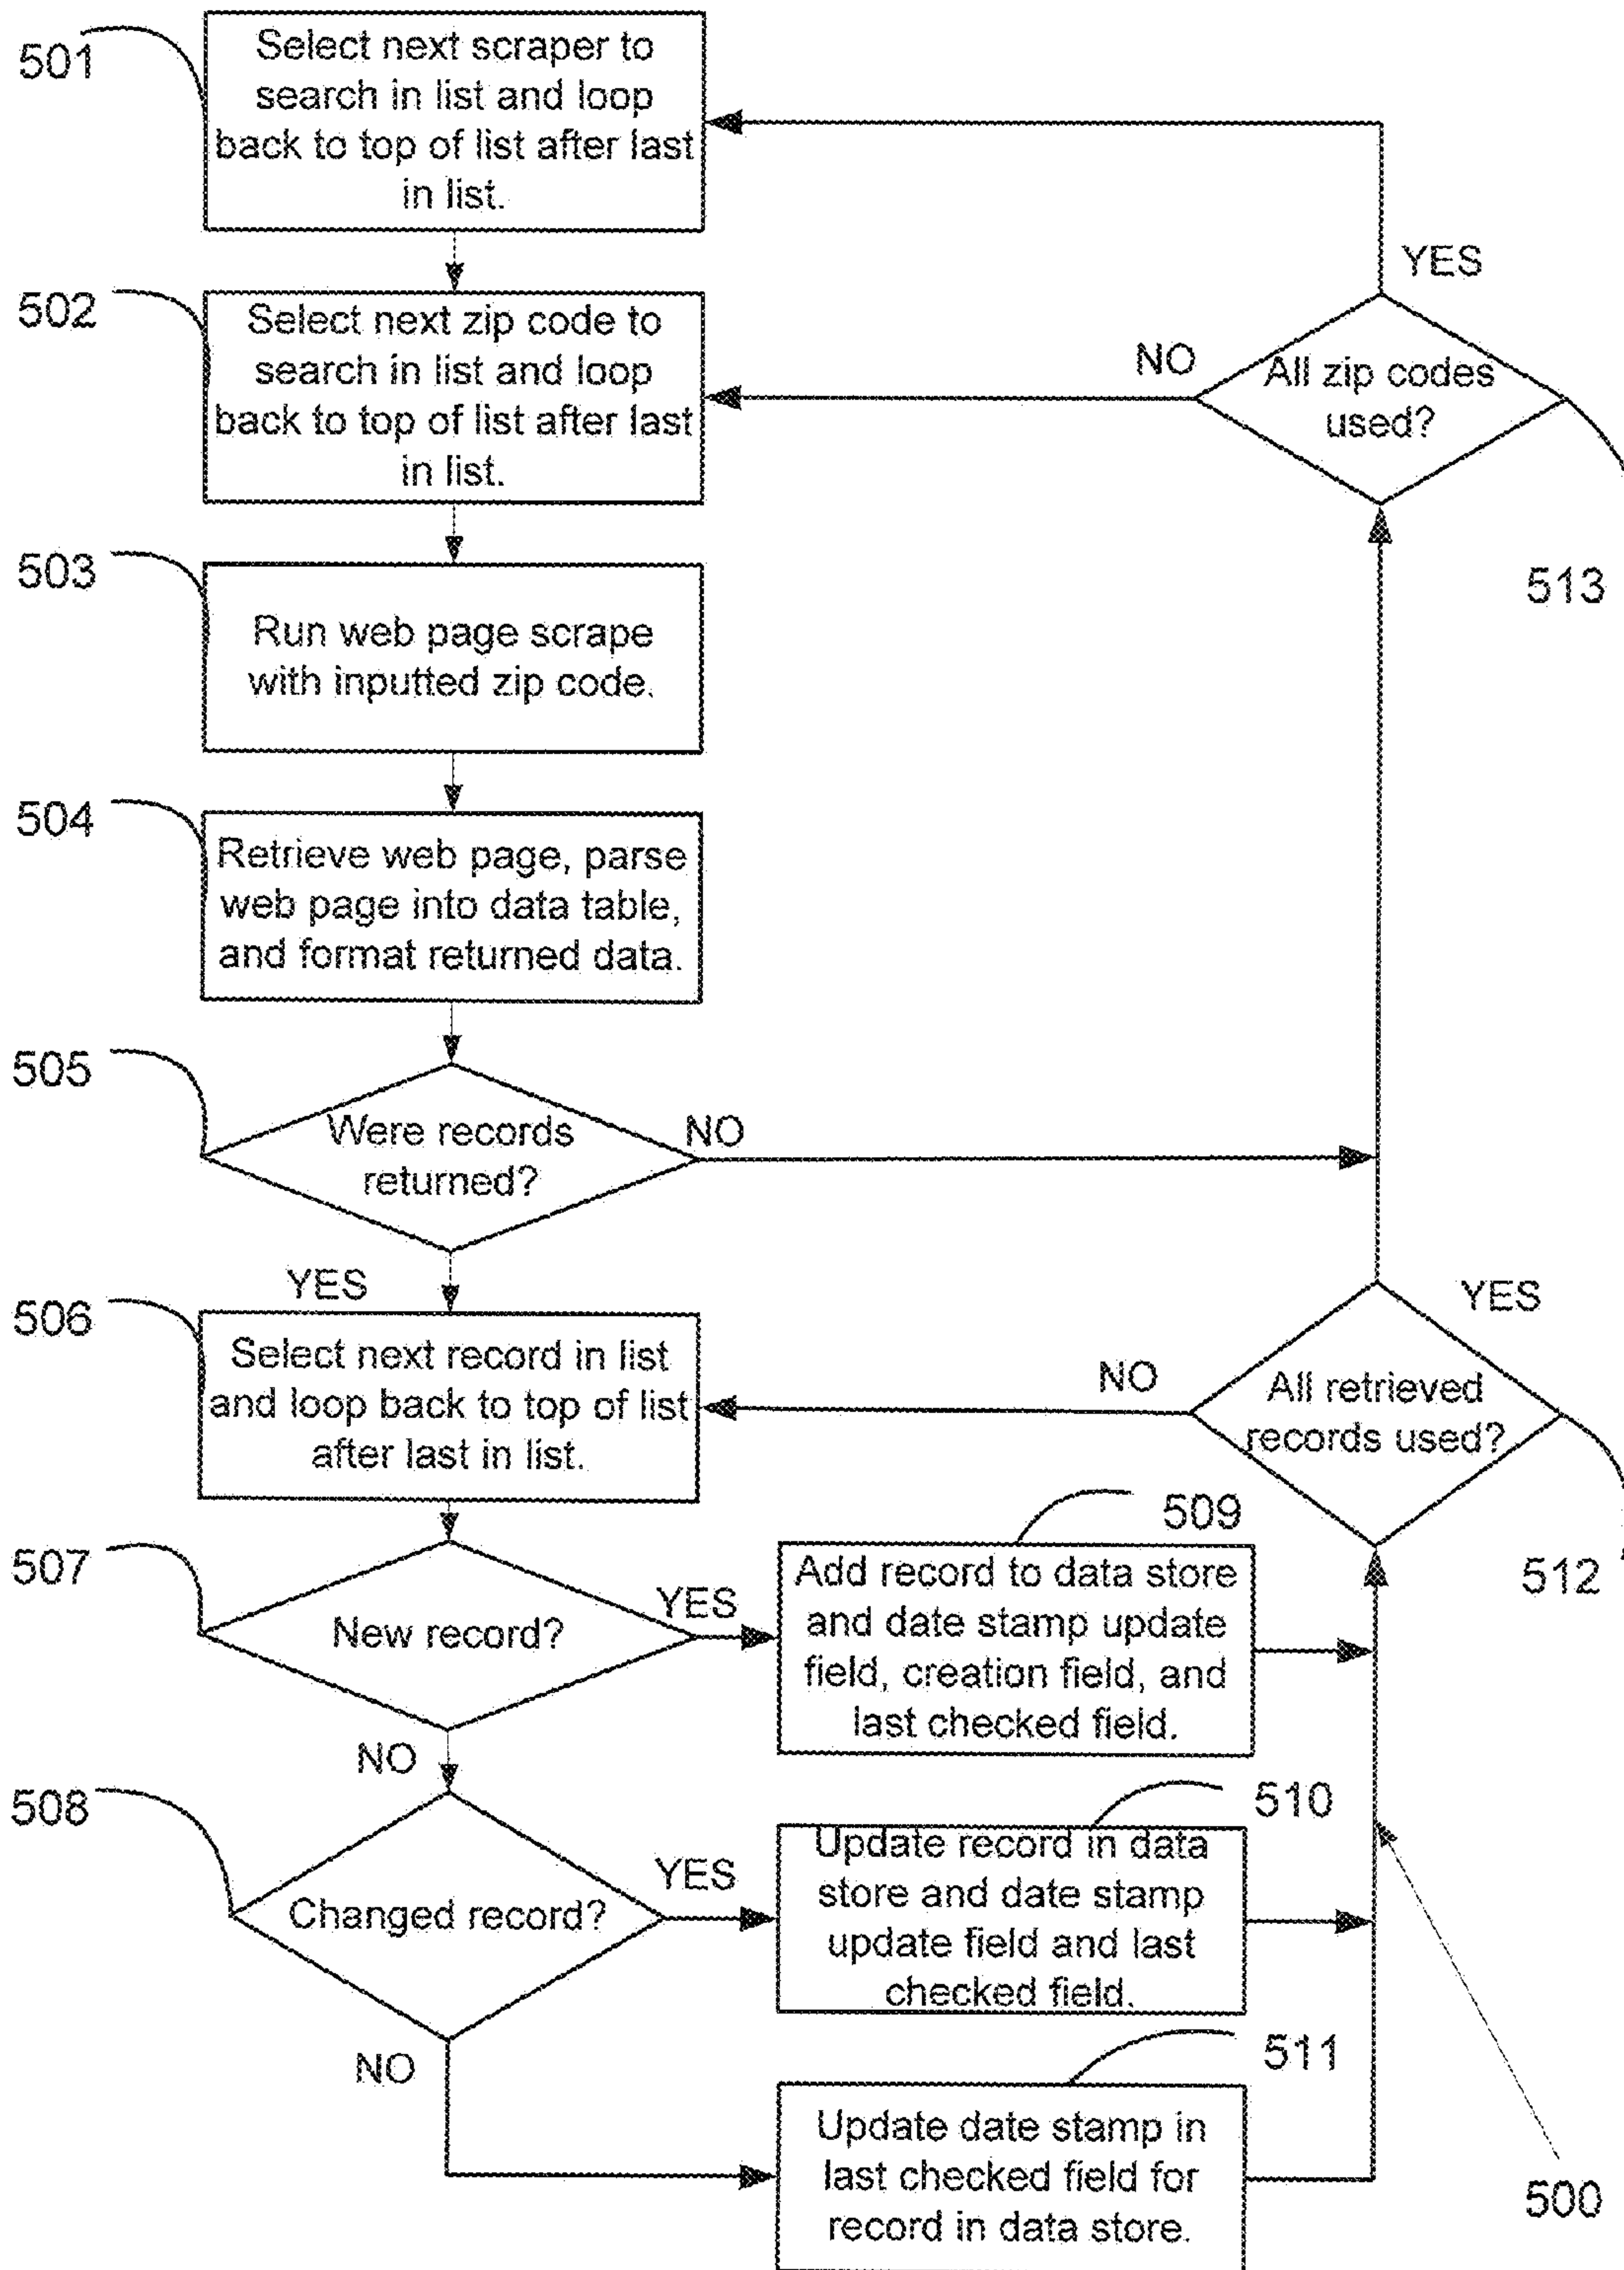 501
Select next scraper to
search in list and loop
back to top of list after last
in list.
YES
502
Select next zip code to
search in list and loop
back to top of list after last
in list.
NO
All zip codes
used?
513
503
Run web page scrape
with inputted zip code.
504
Retrieve web page, parse
web page into data table,
and format returned data.
505
Were records
returned?
NO
YES
506
Select next record in list
and loop back to top of list
after last in list.
NO
All retrieved
records used?
YES
512
507
New record?
YES
509
Add record to data store
and date stamp update
field, creation field, and
last checked field.
NO
508
Changed record?
YES
510
Update record in data
store and date stamp
update field and last
checked field.
NO
511
Update date stamp in
last checked field for
record in data store.
500